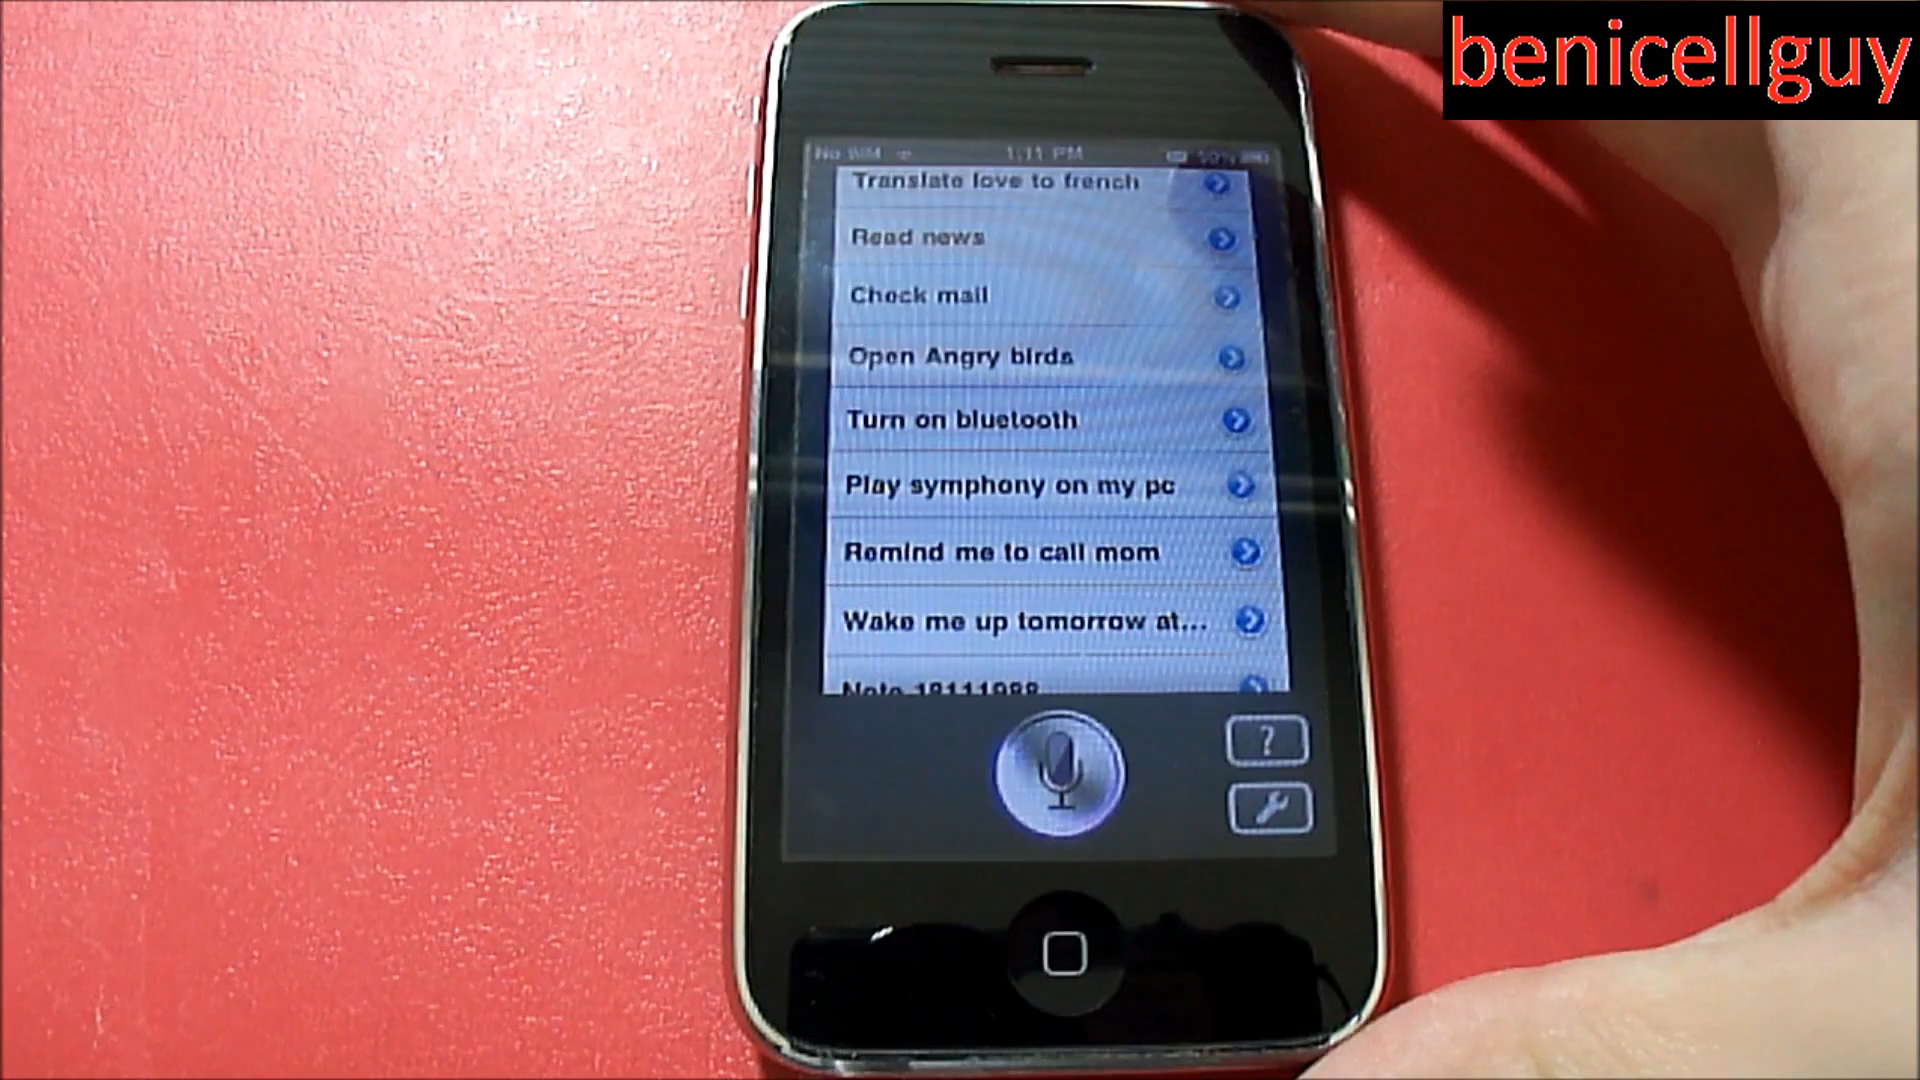 benicellguy
1:11 PM
Translate love to french
Read news
Check mail
Open Angry birds
Turn on bluetooth
Play symphony on my pc
Remind me to call mom
Wake me up tomorrow at...
Note
?